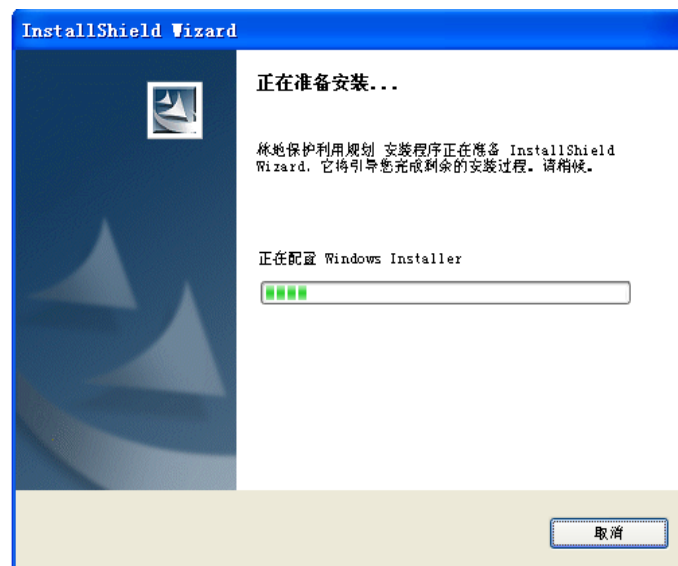 InstallShield Wizard
正在准备安装...
林地保护利用规划 安装程序正在准备 InstallShield
Wizard, 它将引导您完成剩余的安装过程。请稍候。
正在配置 Windows Installer
取消